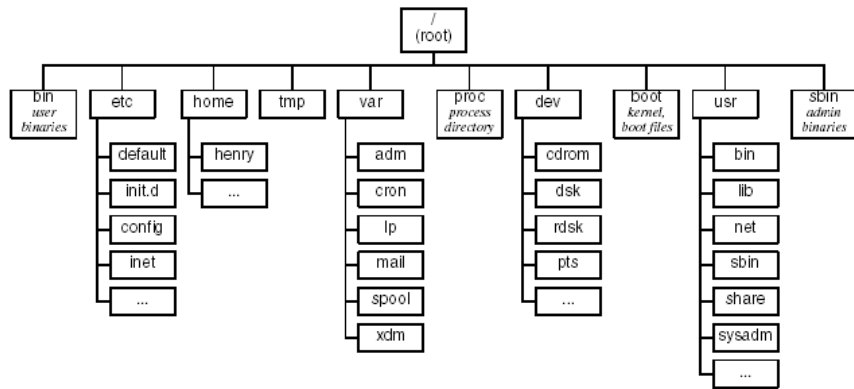 /
(root)
bin
user
binaries
etc
home
tmp
var
proc
process
directory
dev
boot
kernel,
boot files
usr
sbin
admin
binaries
default
init.d
config
inet
...
henry
...
adm
cron
lp
mail
spool
xdm
cdrom
dsk
rdsk
pts
...
bin
lib
net
sbin
share
sysadm
...